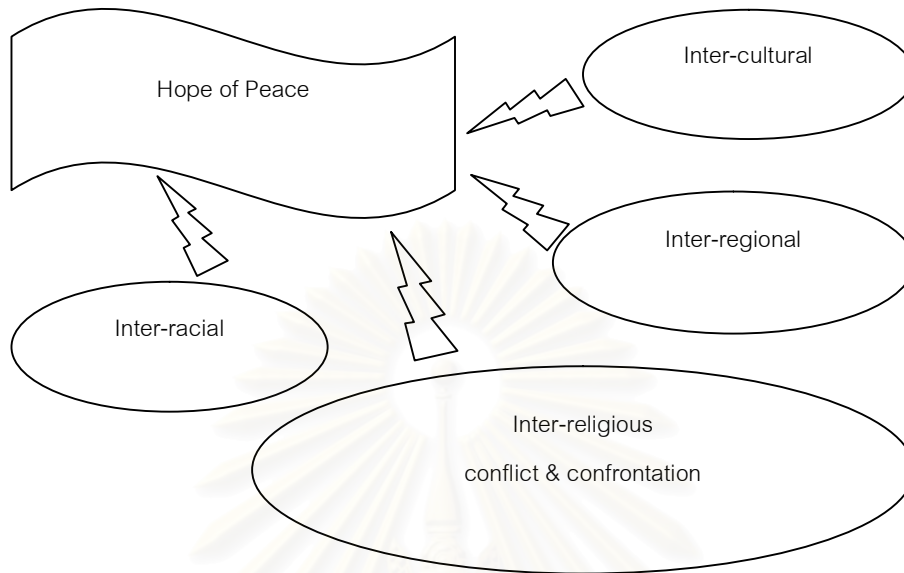 Hope of Peace
Inter-cultural
Inter-regional
Inter-racial
Inter-religious
conflict & confrontation